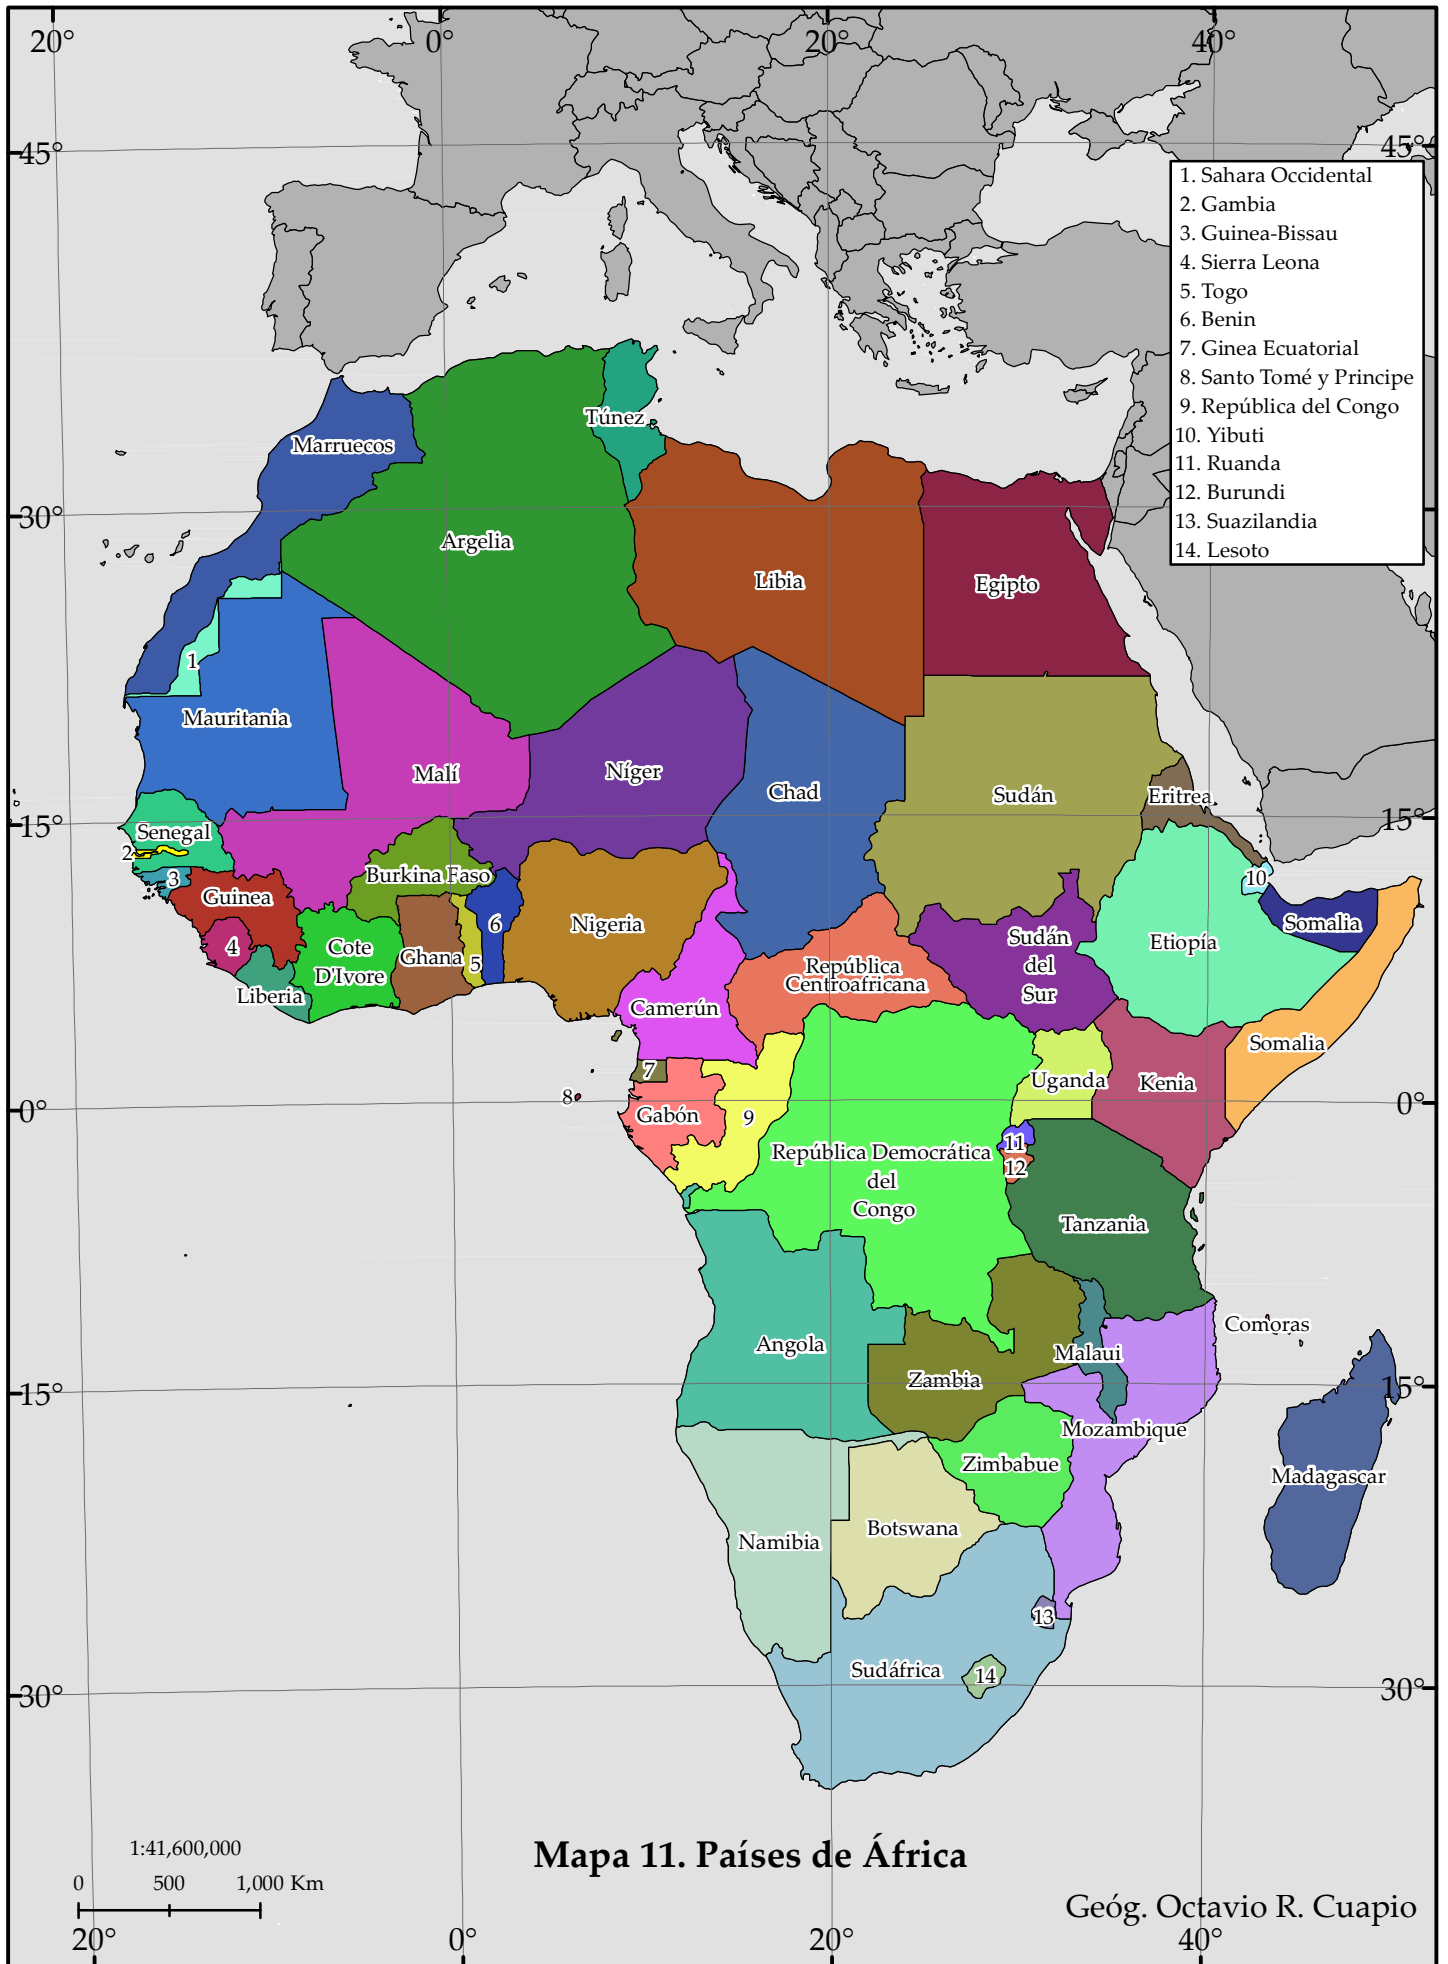 20°
0°
20°
40°
45°
45°
1. Sahara Occidental
2. Gambia
3. Guinea-Bissau
4. Sierra Leona
5. Togo
6. Benin
7. Ginea Ecuatorial
8. Santo Tomé y Principe
9. República del Congo
10. Yibuti
11. Ruanda
12. Burundi
13. Suazilandia
14. Lesoto
Túnez
Marruecos
30°
Argelia
Libia
Egipto
1
Mauritania
Malí
Níger
Chad
Sudán
Eritrea
15°
15°
Senegal
2
3
Burkina Faso
10
Guinea
Nigeria
6
Somalia
4
Cote
D'Ivore
Ghana
5
Sudán
del
Sur
Etiopía
República
Centroafricana
Liberia
Camerún
Somalia
7
Uganda
Kenia
8
0°
0°
Gabón
9
11
República Democrática
del
Congo
12
Tanzania
Comoras
Angola
Malaui
Zambia
15°
15°
Mozambique
Zimbabue
Madagascar
Botswana
Namibia
13
Sudáfrica
14
30°
30°
1:41,600,000
Mapa 11. Países de África
0 500 1,000 Km
Geóg. Octavio R. Cuapio
20°
0°
20°
40°